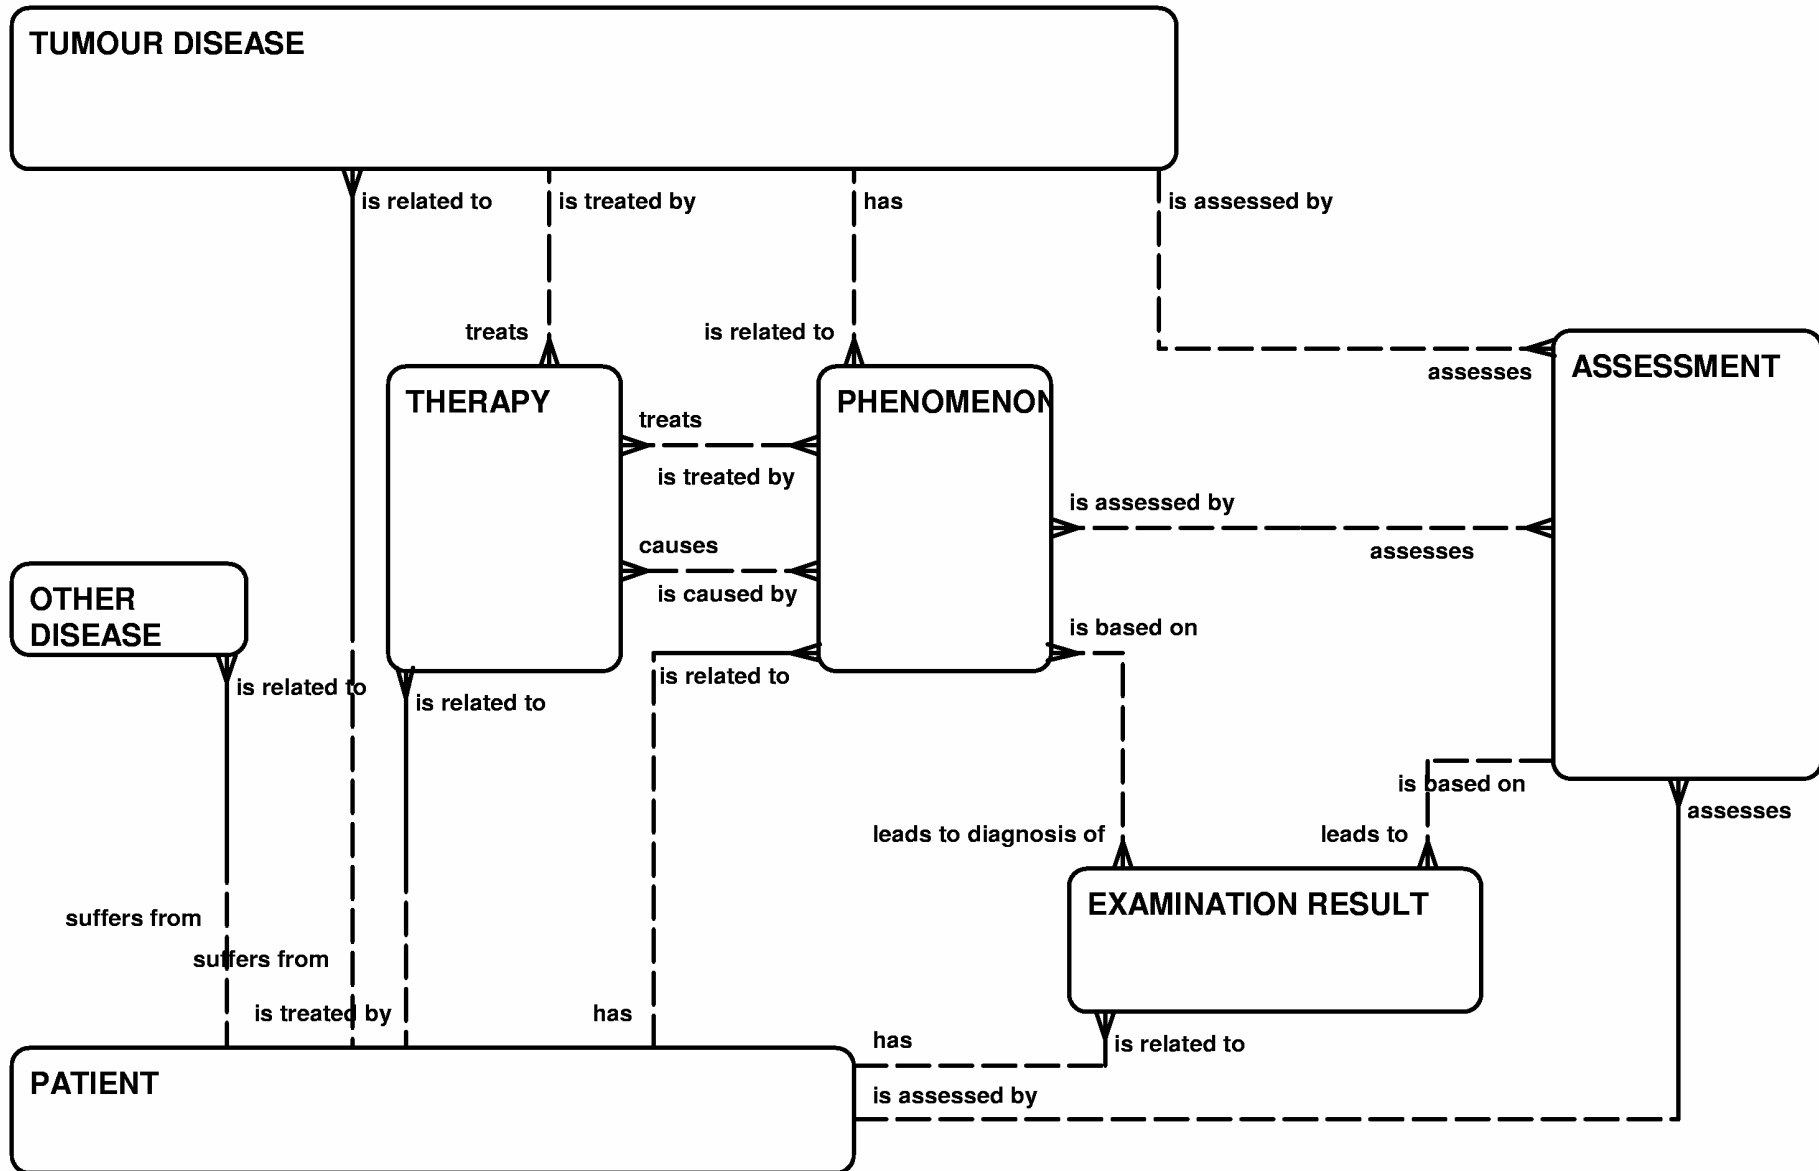 TUMOUR DISEASE
is related to
is treated by
has
is assessed by
treats
is related to
assesses
ASSESSMENT
THERAPY
PHENOMENON
treats
is treated by
is assessed by
assesses
causes
is caused by
OTHER
DISEASE
is based on
is related to
is related to
is related to
is based on
assesses
leads to diagnosis of
leads to
EXAMINATION RESULT
suffers from
suffers from
is treated by
has
has
is related to
PATIENT
is assessed by